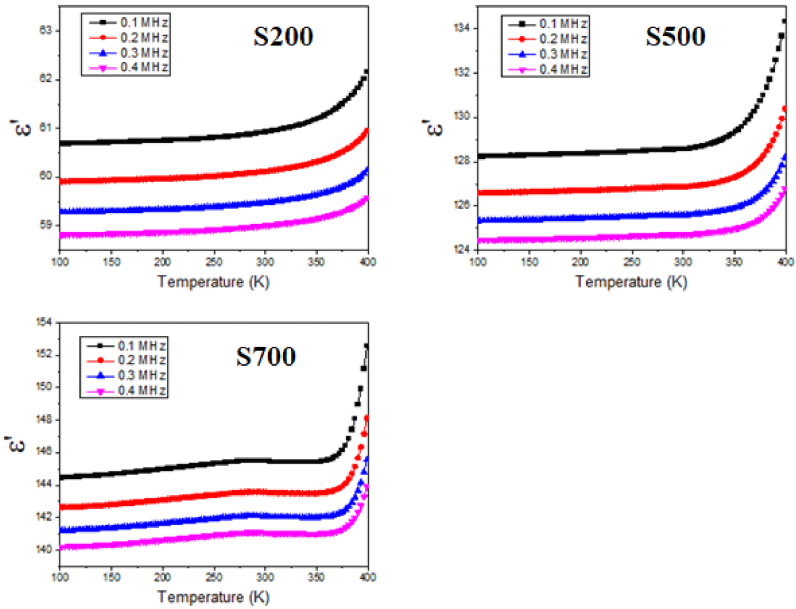 S200
0.1 MHz
0.2 MHz
0.3 MHz
0.4 MHz
63
62
61
60
59
ε'
100 150 200 250 300 350 400
Temperature (K)
S500
0.1 MHz
0.2 MHz
0.3 MHz
0.4 MHz
134
132
130
128
126
124
ε'
100 150 200 250 300 350 400
Temperature (K)
S700
0.1 MHz
0.2 MHz
0.3 MHz
0.4 MHz
154
152
150
148
146
144
142
140
ε'
100 150 200 250 300 350 400
Temperature (K)